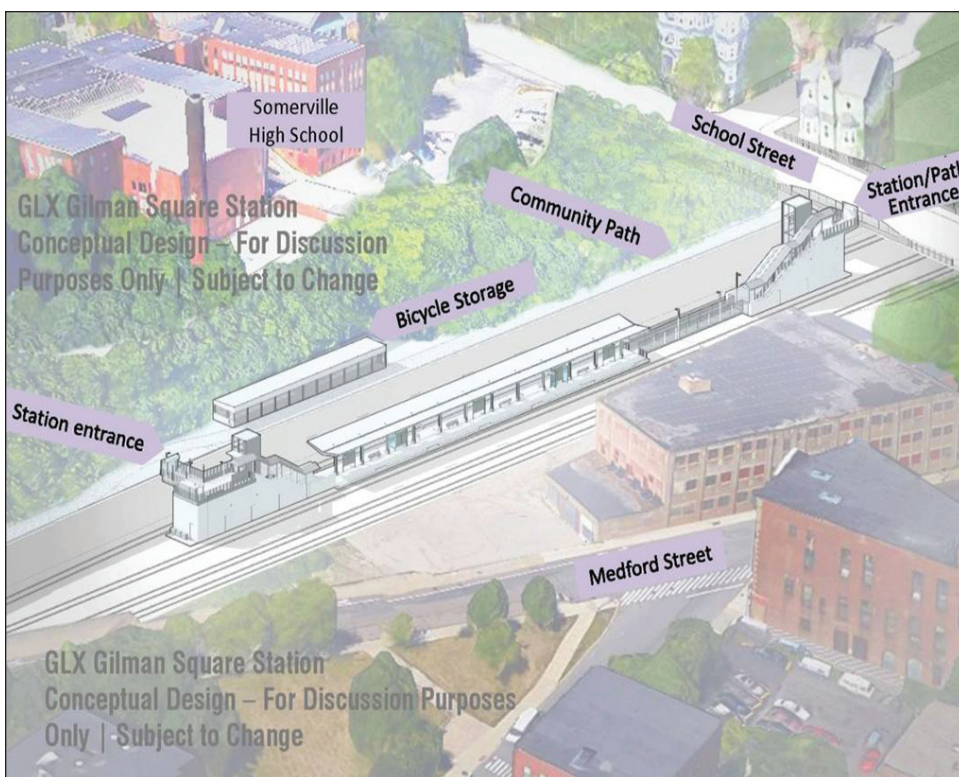 Somerville
High School
School Street
Station/Path
Entrance
GLX Gilman Square Station
Conceptual Design – For Discussion
Purposes Only | Subject to Change
Community Path
Bicycle Storage
Station entrance
Medford Street
GLX Gilman Square Station
Conceptual Design – For Discussion Purposes
Only | Subject to Change